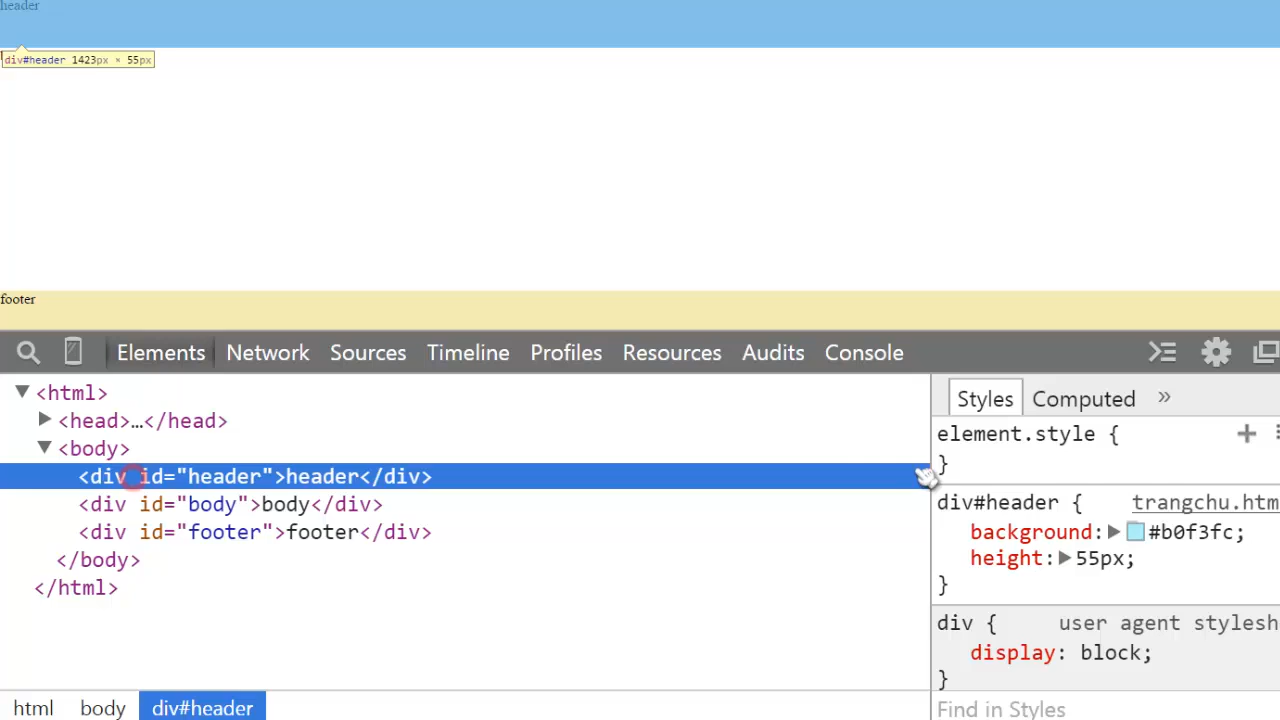 header
div#header 1423px × 55px
footer
Elements Network Sources Timeline Profiles Resources Audits Console
<html>
<head>…</head>
<body>
<div id="header">header</div>
<div id="body">body</div>
<div id="footer">footer</div>
</body>
</html>
html body div#header
Styles Computed »
element.style {
}
div#header { trangchu.htm
background: #b0f3fc;
height: 55px;
}
div { user agent stylesh
display: block;
}
Find in Styles